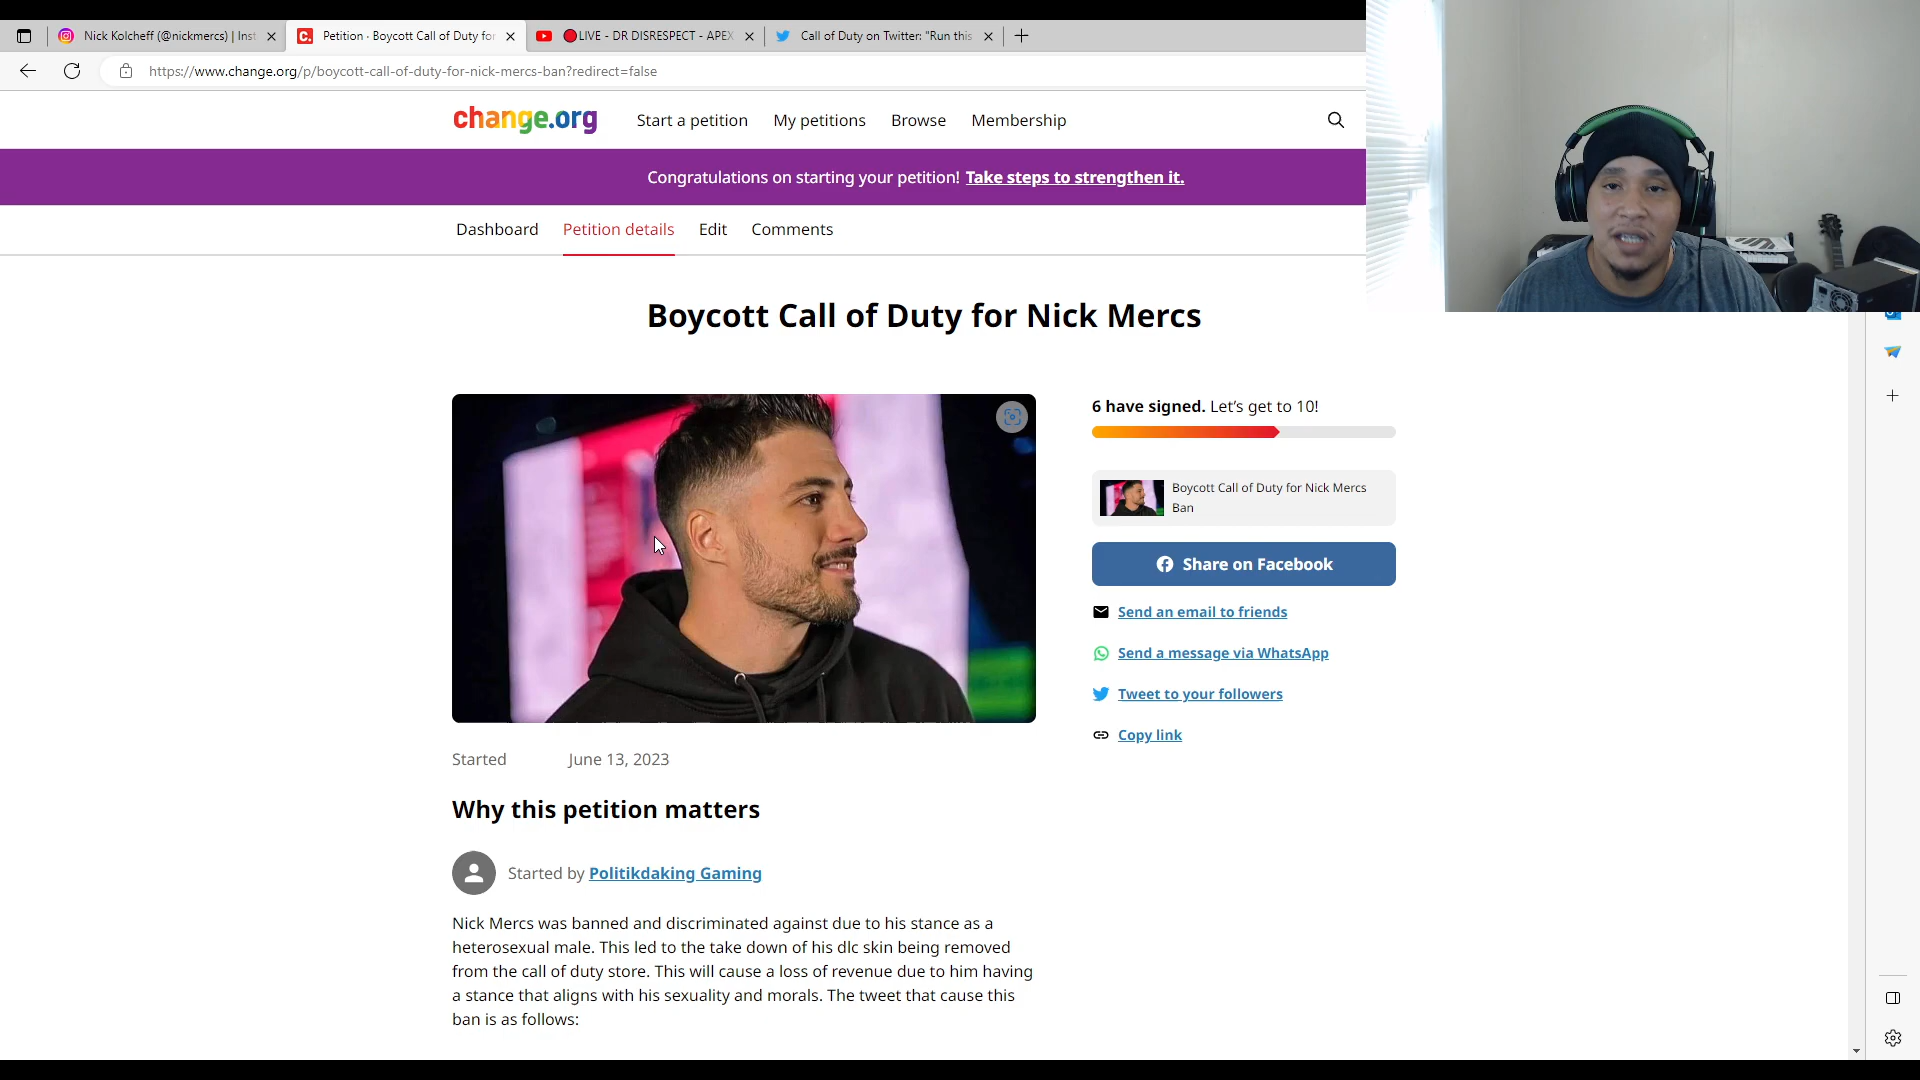 Nick Kolcheff (@nickmercs) | Inst
Petition · Boycott Call of Duty for
LIVE - DR DISRESPECT - APEX
Call of Duty on Twitter: "Run this
https://www.change.org/p/boycott-call-of-duty-for-nick-mercs-ban?redirect=false
change.org
Start a petition
My petitions
Browse
Membership
Congratulations on starting your petition! Take steps to strengthen it.
Dashboard
Petition details
Edit
Comments
Boycott Call of Duty for Nick Mercs
6 have signed. Let's get to 10!
Boycott Call of Duty for Nick Mercs
Ban
Share on Facebook
Send an email to friends
Send a message via WhatsApp
Tweet to your followers
Copy link
Started June 13, 2023
Why this petition matters
Started by Politikdaking Gaming
Nick Mercs was banned and discriminated against due to his stance as a
heterosexual male. This led to the take down of his dlc skin being removed
from the call of duty store. This will cause a loss of revenue due to him having
a stance that aligns with his sexuality and morals. The tweet that cause this
ban is as follows: